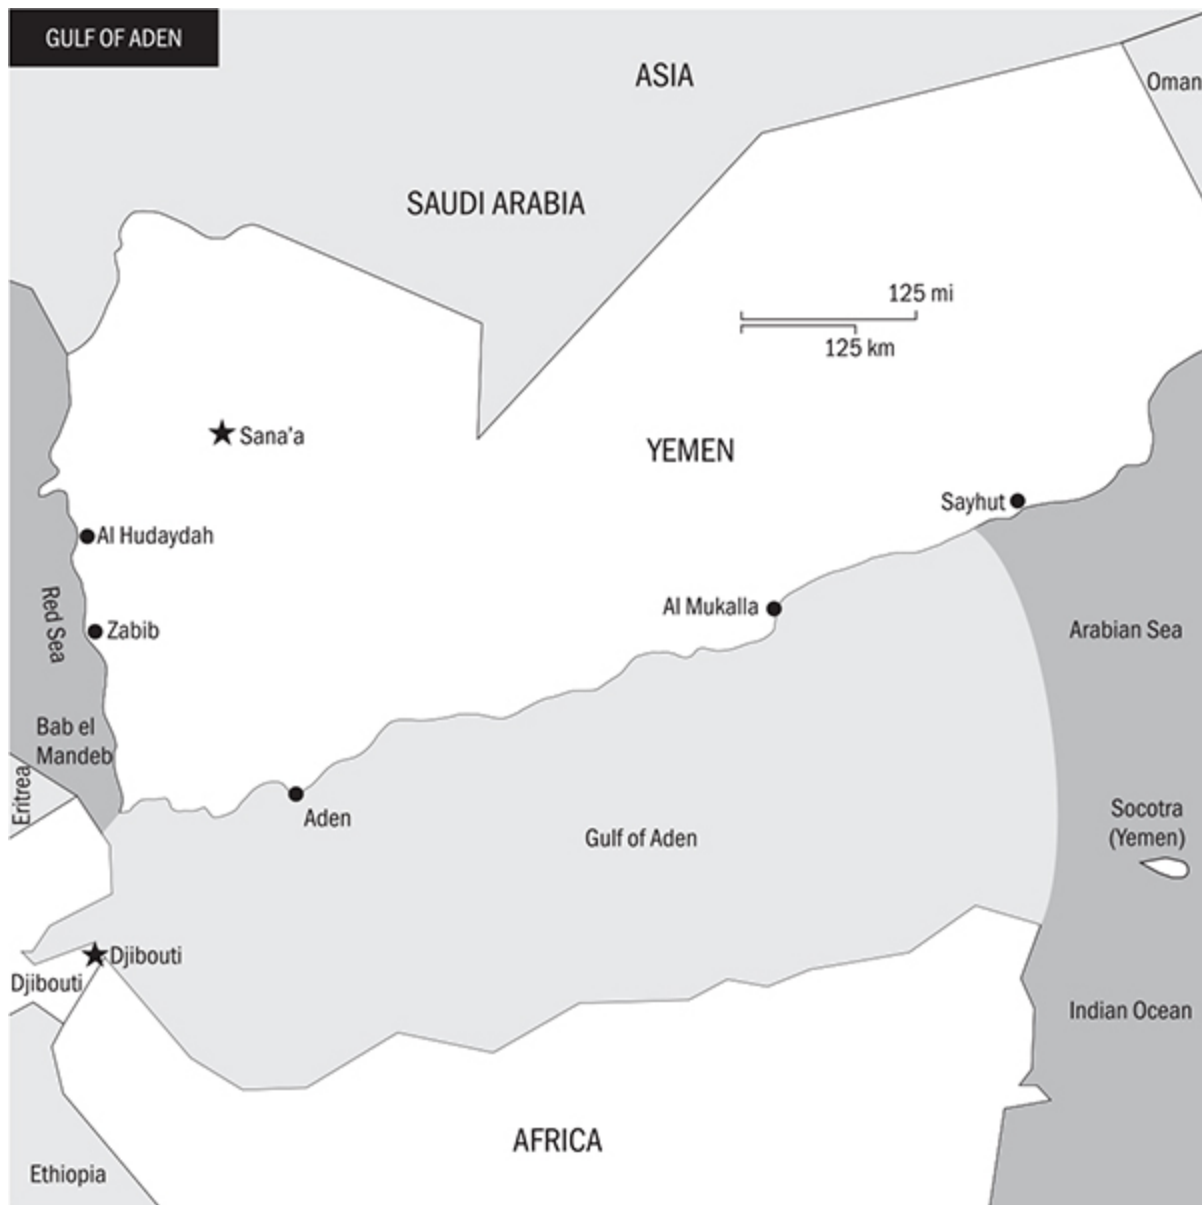 GULF OF ADEN
ASIA
Oman
SAUDI ARABIA
125 mi
125 km
Sana’a
YEMEN
Sayhut
Al Hudaydah
Al Mukalla
Red Sea
Zabib
Arabian Sea
Bab el
Mandeb
Eritrea
Aden
Gulf of Aden
Socotra
(Yemen)
Djibouti
Djibouti
Indian Ocean
AFRICA
Ethiopia